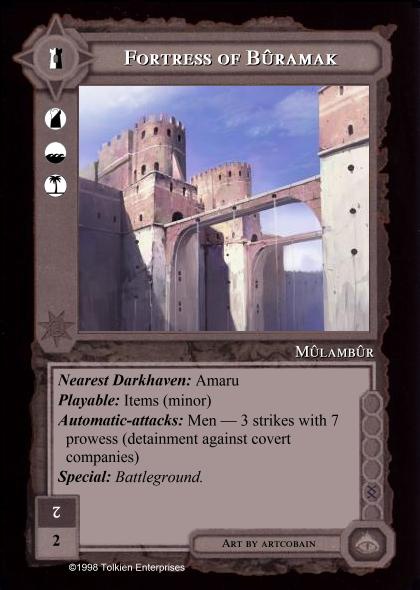 FORTRESS OF BÛRAMAK
MÛLAMBÛR
Nearest Darkhaven: Amaru
Playable: Items (minor)
Automatic-attacks: Men — 3 strikes with 7
prowess (detainment against covert
companies)
Special: Battleground.
2
2
ART BY ARTCOBAIN
©1998 Tolkien Enterprises